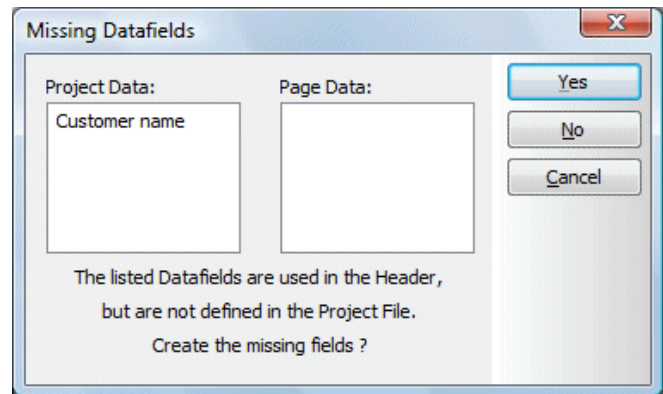 Missing Datafields
Project Data:
Page Data:
Customer name
Yes
No
Cancel
The listed Datafields are used in the Header,
but are not defined in the Project File.
Create the missing fields ?